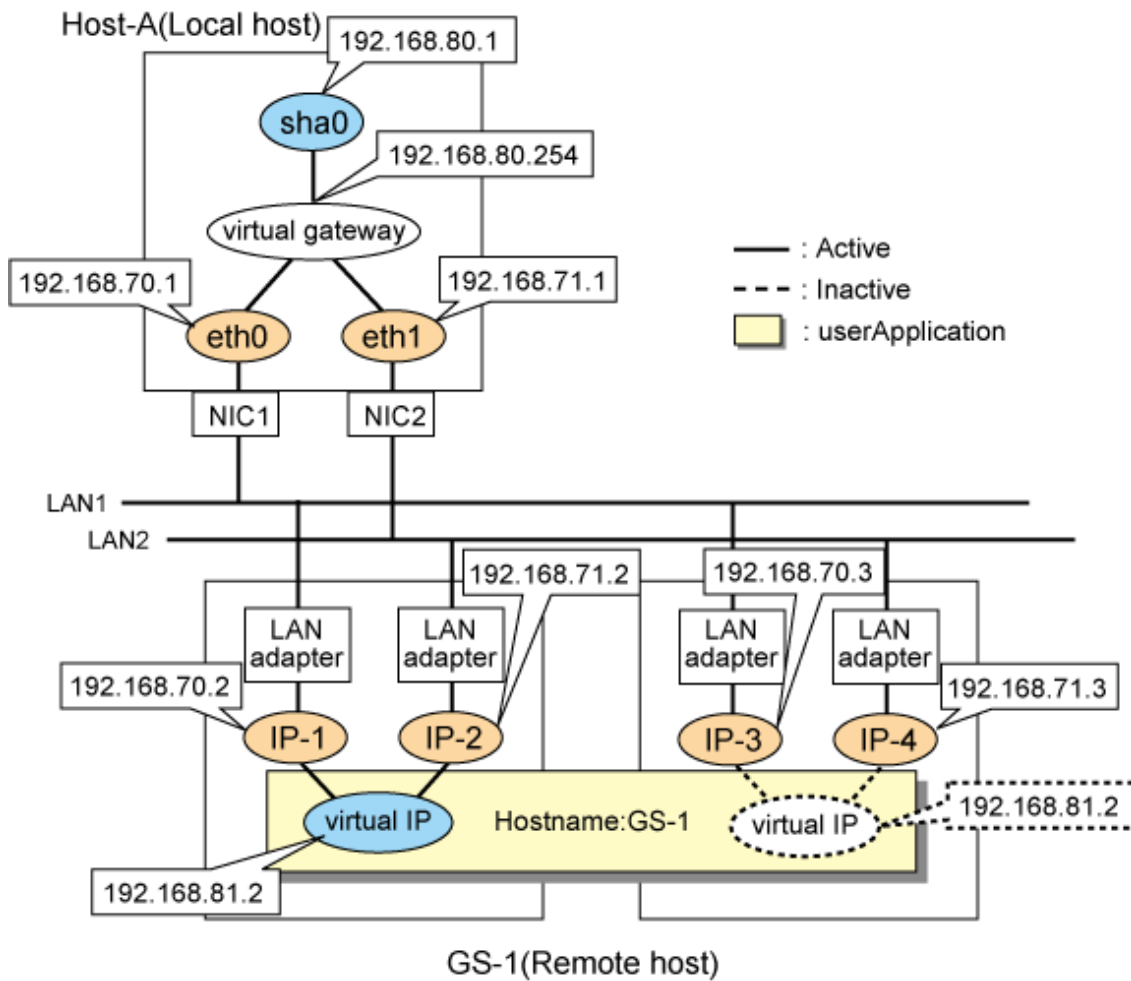 Host-A(Local host)
192.168.80.1
sha0
192.168.80.254
virtual gateway
192.168.70.1
192.168.71.1
eth0
eth1
NIC1
NIC2
: Active
: Inactive
: userApplication
LAN1
LAN2
192.168.71.2
192.168.70.3
LAN
adapter
LAN
adapter
LAN
adapter
LAN
adapter
192.168.70.2
192.168.71.3
IP-1
IP-2
IP-3
IP-4
virtual IP
Hostname:GS-1
virtual IP
192.168.81.2
192.168.81.2
GS-1(Remote host)